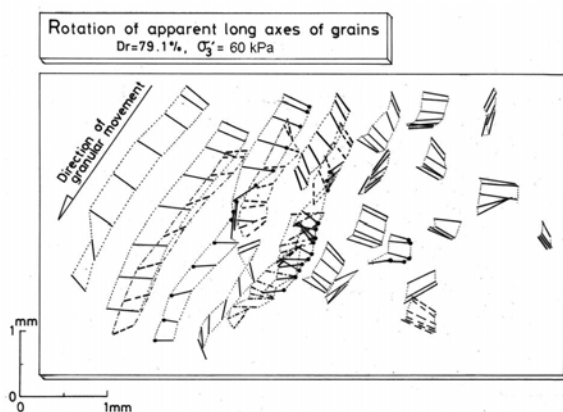 Rotation of apparent long axes of grains
Dr=79.1%, σ₃′= 60 kPa
Direction of
granular movement
1mm
0
1mm